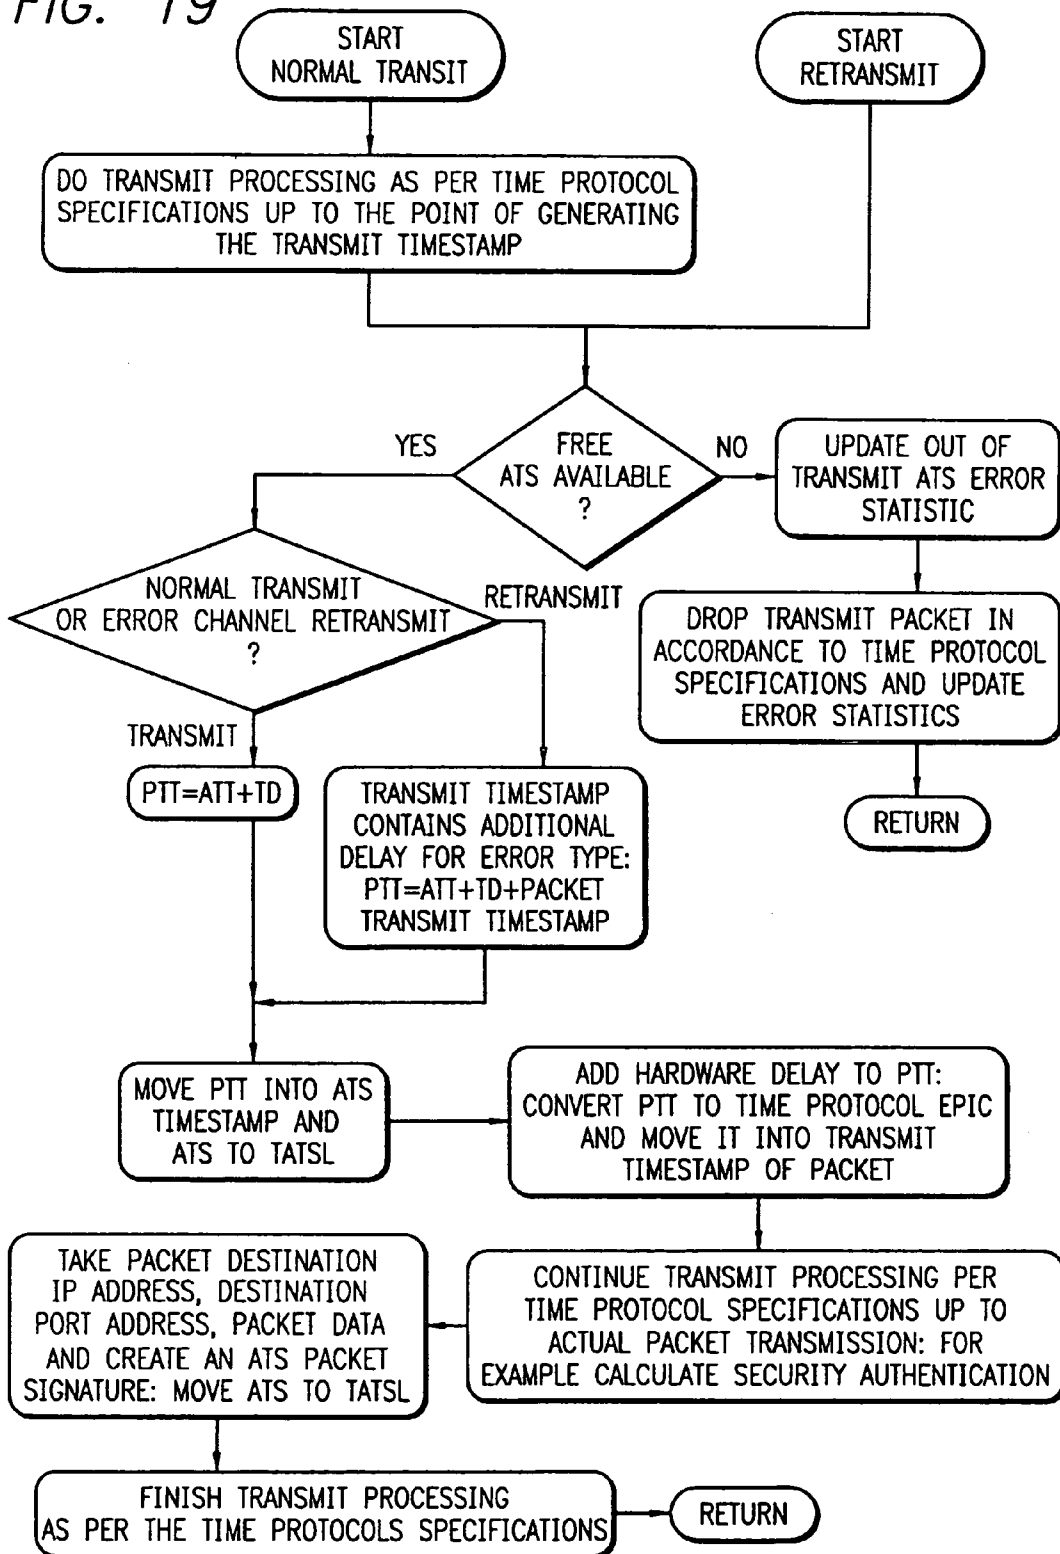 FIG. 19
START
NORMAL TRANSIT
START
RETRANSMIT
DO TRANSMIT PROCESSING AS PER TIME PROTOCOL
SPECIFICATIONS UP TO THE POINT OF GENERATING
THE TRANSMIT TIMESTAMP
YES
FREE
ATS AVAILABLE
?
NO
UPDATE OUT OF
TRANSMIT ATS ERROR
STATISTIC
NORMAL TRANSMIT
OR ERROR CHANNEL RETRANSMIT
?
RETRANSMIT
DROP TRANSMIT PACKET IN
ACCORDANCE TO TIME PROTOCOL
SPECIFICATIONS AND UPDATE
ERROR STATISTICS
TRANSMIT
PTT=ATT+TD
TRANSMIT TIMESTAMP
CONTAINS ADDITIONAL
DELAY FOR ERROR TYPE:
PTT=ATT+TD+PACKET
TRANSMIT TIMESTAMP
RETURN
MOVE PTT INTO ATS
TIMESTAMP AND
ATS TO TATSL
ADD HARDWARE DELAY TO PTT:
CONVERT PTT TO TIME PROTOCOL EPIC
AND MOVE IT INTO TRANSMIT
TIMESTAMP OF PACKET
TAKE PACKET DESTINATION
IP ADDRESS, DESTINATION
PORT ADDRESS, PACKET DATA
AND CREATE AN ATS PACKET
SIGNATURE: MOVE ATS TO TATSL
CONTINUE TRANSMIT PROCESSING PER
TIME PROTOCOL SPECIFICATIONS UP TO
ACTUAL PACKET TRANSMISSION: FOR
EXAMPLE CALCULATE SECURITY AUTHENTICATION
FINISH TRANSMIT PROCESSING
AS PER THE TIME PROTOCOLS SPECIFICATIONS
RETURN